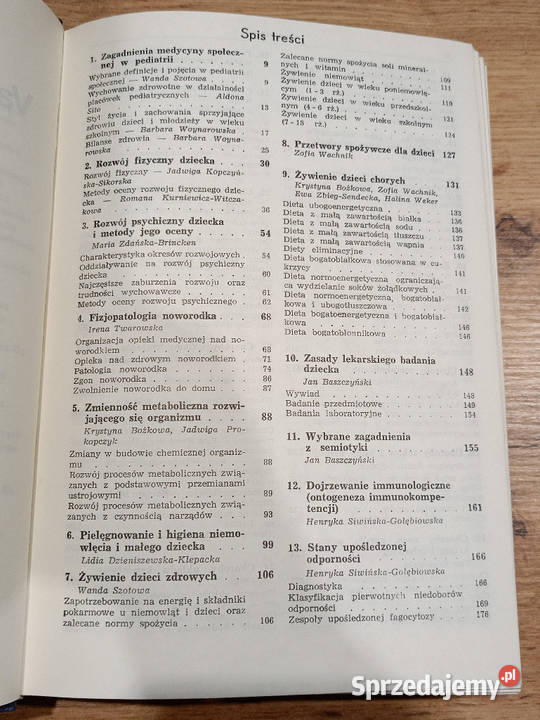 Spis treści
1. Zagadnienia medycyny społecz-
nej w pediatrii . . . . 9
Wybrane definicje i pojęcia w pediatrii
społecznej — Wanda Szotowa . . 9
Wychowanie zdrowotne w działalności
placówek pediatrycznych — Aldona
Sito . . . . . . . . 13
Styl życia i zachowania sprzyjające
zdrowiu dzieci i młodzieży w wieku
szkolnym — Barbara Woynarowska . 17
Bilanse zdrowia — Barbara Woyna-
rowska . . . . . . . 25
2. Rozwój fizyczny dziecka . . 30
Rozwój fizyczny — Jadwiga Kopczyń-
ska-Sikorska
Metody oceny rozwoju fizycznego dziec-
ka — Romana Kurniewicz-Witcza-
kowa . . . . . . . 36
3. Rozwój psychiczny dziecka
i metody jego oceny . . . 54
Maria Zdańska-Brincken
Charakterystyka okresów rozwojowych . 54
Oddziaływanie na rozwój psychiczny
dziecka . . . . . . . 60
Najczęstsze zaburzenia rozwoju oraz
trudności wychowawcze . . . . 61
Metody oceny rozwoju psychicznego . 62
4. Fizjopatologia noworodka . . 68
Irena Twarowska
Organizacja opieki medycznej nad no-
worodkiem . . . . . . 68
Opieka nad zdrowym noworodkiem . 71
Patologia noworodka . . . . 74
Zgon noworodka . . . . . 86
Zwolnienie noworodka do domu . . 87
5. Zmienność metaboliczna rozwi-
jającego się organizmu . . 88
Krystyna Bożkowa, Jadwiga Pro-
kopczyk
Zmiany w budowie chemicznej organiz-
mu . . . . . . . . 88
Rozwój procesów metabolicznych zwią-
zanych z podstawowymi przemianami
ustrojowymi . . . . . . 89
Rozwój procesów metabolicznych zwią-
zanych z czynnością narządów . . 93
6. Pielęgnowanie i higiena niemo-
wlęcia i małego dziecka . . 99
Lidia Dzieniszewska-Klepacka
7. Żywienie dzieci zdrowych . . 106
Wanda Szotowa
Zapotrzebowanie na energię i składniki
pokarmowe u niemowląt i dzieci oraz
zalecane normy spożycia . . . 106
Zalecane normy spożycia soli mineral-
nych i witamin . . . . . 109
Żywienie niemowląt . . . . 111
Żywienie dzieci w wieku poniemowlę-
cym (1 - 3 rż.) . . . . . 119
Żywienie dzieci w wieku przedszkol-
nym (4 - 6 rż.) . . . . .
Żywienie dzieci w wieku szkolnym
(7 - 15 rż.) . . . . . . 124
8. Przetwory spożywcze dla dzieci 127
Zofia Wachnik
9. Żywienie dzieci chorych . . 131
Krystyna Bożkowa, Zofia Wachnik,
Ewa Zbieg-Sendecka, Halina Weker
Dieta ubogoenergetyczna . . . 133
Dieta z małą zawartością białka . 136
Dieta z małą zawartością sodu . . 137
Dieta z małą zawartością tłuszczu . 137
Dieta z małą zawartością wapnia . 137
Diety eliminacyjne . . . . 140
Dieta bogatobiałkowa stosowana w cu-
krzycy . . . . . . . 141
Dieta normoenergetyczna ogranicza-
jąca wydzielanie soków żołądkowych . 141
Dieta normoenergetyczna, bogatobiał-
kowa i ubogotłuszczowa . . . 141
Dieta bogatoenergetyczna i bogatobiał-
kowa . . . . . . . 146
Dieta bogatobłonnikowa . . . 146
10. Zasady lekarskiego badania
dziecka . . . . . 148
Jan Baszczyński
Wywiad . . . . . . . 148
Badanie przedmiotowe . . . . 149
Badania laboratoryjne . . . . 154
11. Wybrane zagadnienia
z semiotyki . . . . 155
Jan Baszczyński
12. Dojrzewanie immunologiczne
(ontogeneza immunokompe-
tencji) . . . . . 161
Henryka Siwińska-Gołębiowska
13. Stany upośledzonej
odporności . . . . 166
Henryka Siwińska-Gołębiowska
Diagnostyka . . . . . . 166
Klasyfikacja pierwotnych niedoborów
odporności . . . . . . 169
Zespoły upośledzonej fagocytozy . . 176
Sprzedajemy.pl